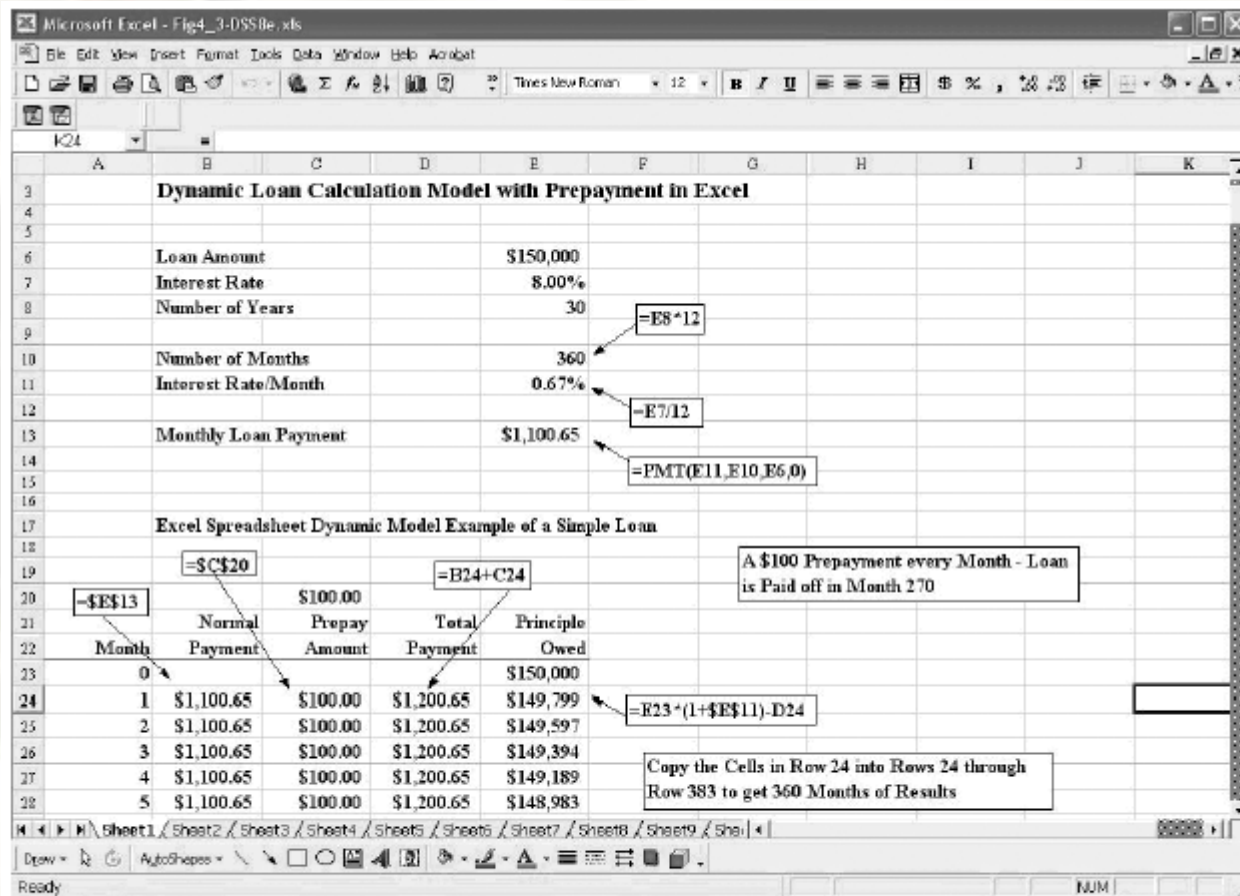 Microsoft Excel - Fig4_3-DSS8e.xls
File Edit View Insert Format Tools Data Window Help Acrobat
Times New Roman 12 B I U $ % ,
K24 =
A B C D E F G H I J K
3 Dynamic Loan Calculation Model with Prepayment in Excel
4
5
6 Loan Amount $150,000
7 Interest Rate 8.00%
8 Number of Years 30
=E8*12
9
10 Number of Months 360
11 Interest Rate/Month 0.67%
12 =E7/12
13 Monthly Loan Payment $1,100.65
14
=PMT(E11,E10,E6,0)
15
16
17 Excel Spreadsheet Dynamic Model Example of a Simple Loan
18
=$C$20 =B24+C24 A $100 Prepayment every Month - Loan
19 is Paid off in Month 270
20 =$E$13 $100.00
21 Normal Prepay Total Principle
22 Month Payment Amount Payment Owed
23 0 $150,000
24 1 $1,100.65 $100.00 $1,200.65 $149,799 =E23*(1+$E$11)-D24
25 2 $1,100.65 $100.00 $1,200.65 $149,597
26 3 $1,100.65 $100.00 $1,200.65 $149,394
27 4 $1,100.65 $100.00 $1,200.65 $149,189 Copy the Cells in Row 24 into Rows 24 through
28 5 $1,100.65 $100.00 $1,200.65 $148,983 Row 383 to get 360 Months of Results
Sheet1 / Sheet2 / Sheet3 / Sheet4 / Sheet5 / Sheet6 / Sheet7 / Sheet8 / Sheet9 / She
Draw AutoShapes A
Ready NUM